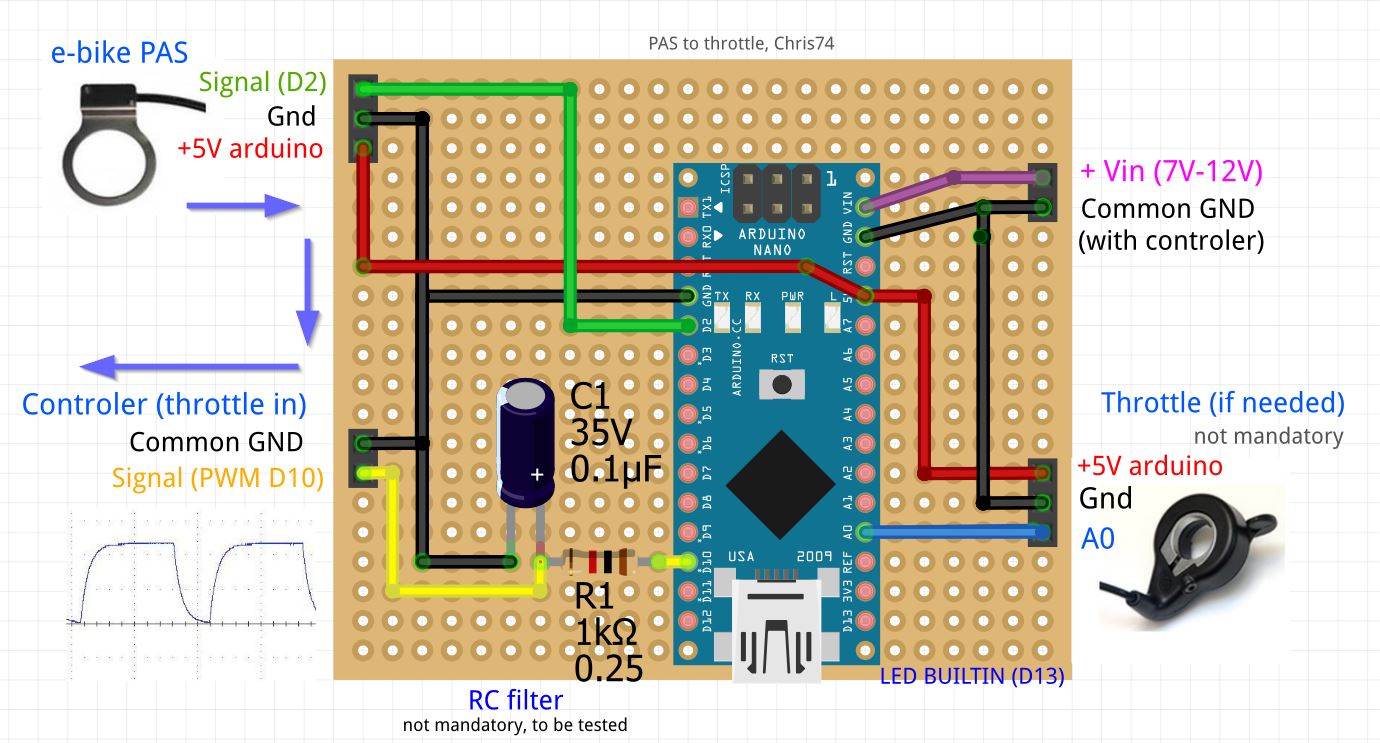 PAS to throttle, Chris74
e-bike PAS
Signal (D2)
Gnd
+5V arduino
Controler (throttle in)
Common GND
Signal (PWM D10)
C1
35V
0.1µF
+
R1
1kΩ
0.25
RC filter
not mandatory, to be tested
ICSP
1
ARDUINO
NANO
TX1
RX0
GND
D2
D3
D4
D5
D6
D7
D8
D9
D10
D11
D12
VIN
GND
RST
A7
A6
A5
A4
A3
A2
A1
A0
REF
3V3
D13
TX RX PWR L
ARDUINO.CC
RST
USA 2009
+ Vin (7V-12V)
Common GND
(with controler)
Throttle (if needed)
not mandatory
+5V arduino
Gnd
A0
LED BUILTIN (D13)